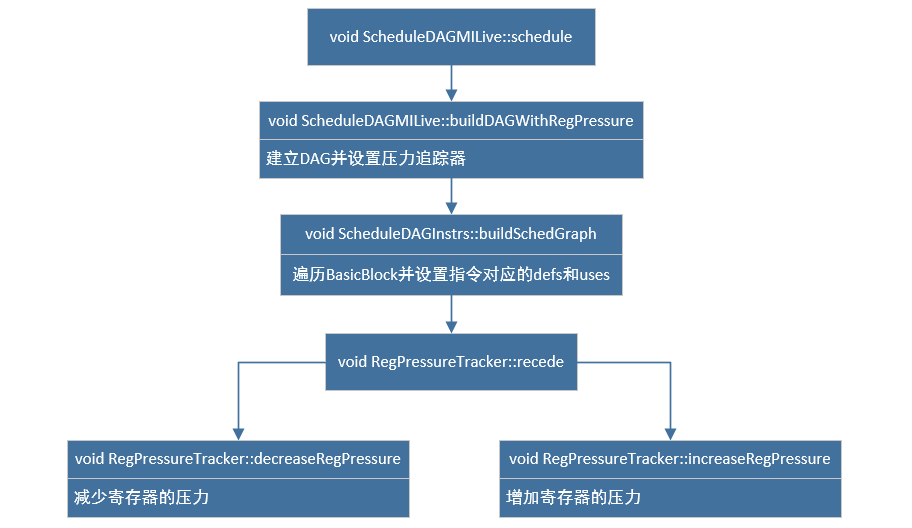 void ScheduleDAGMILive::schedule
void ScheduleDAGMILive::buildDAGWithRegPressure
建立DAG并设置压力追踪器
void ScheduleDAGInstrs::buildSchedGraph
遍历BasicBlock并设置指令对应的defs和uses
void RegPressureTracker::recede
void RegPressureTracker::decreaseRegPressure
减少寄存器的压力
void RegPressureTracker::increaseRegPressure
增加寄存器的压力